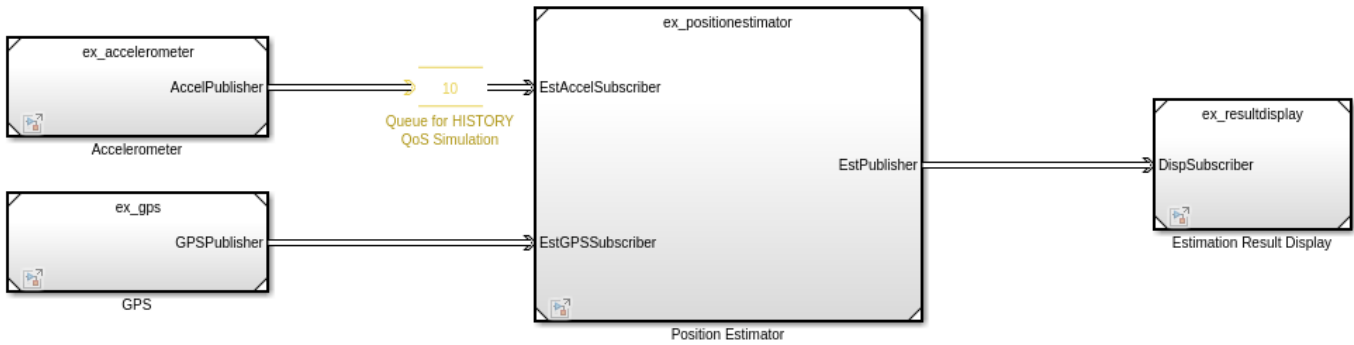 ex_accelerometer
AccelPublisher
Accelerometer
10
Queue for HISTORY
QoS Simulation
ex_gps
GPSPublisher
GPS
ex_positionestimator
EstAccelSubscriber
EstPublisher
EstGPSSubscriber
Position Estimator
ex_resultdisplay
DispSubscriber
Estimation Result Display